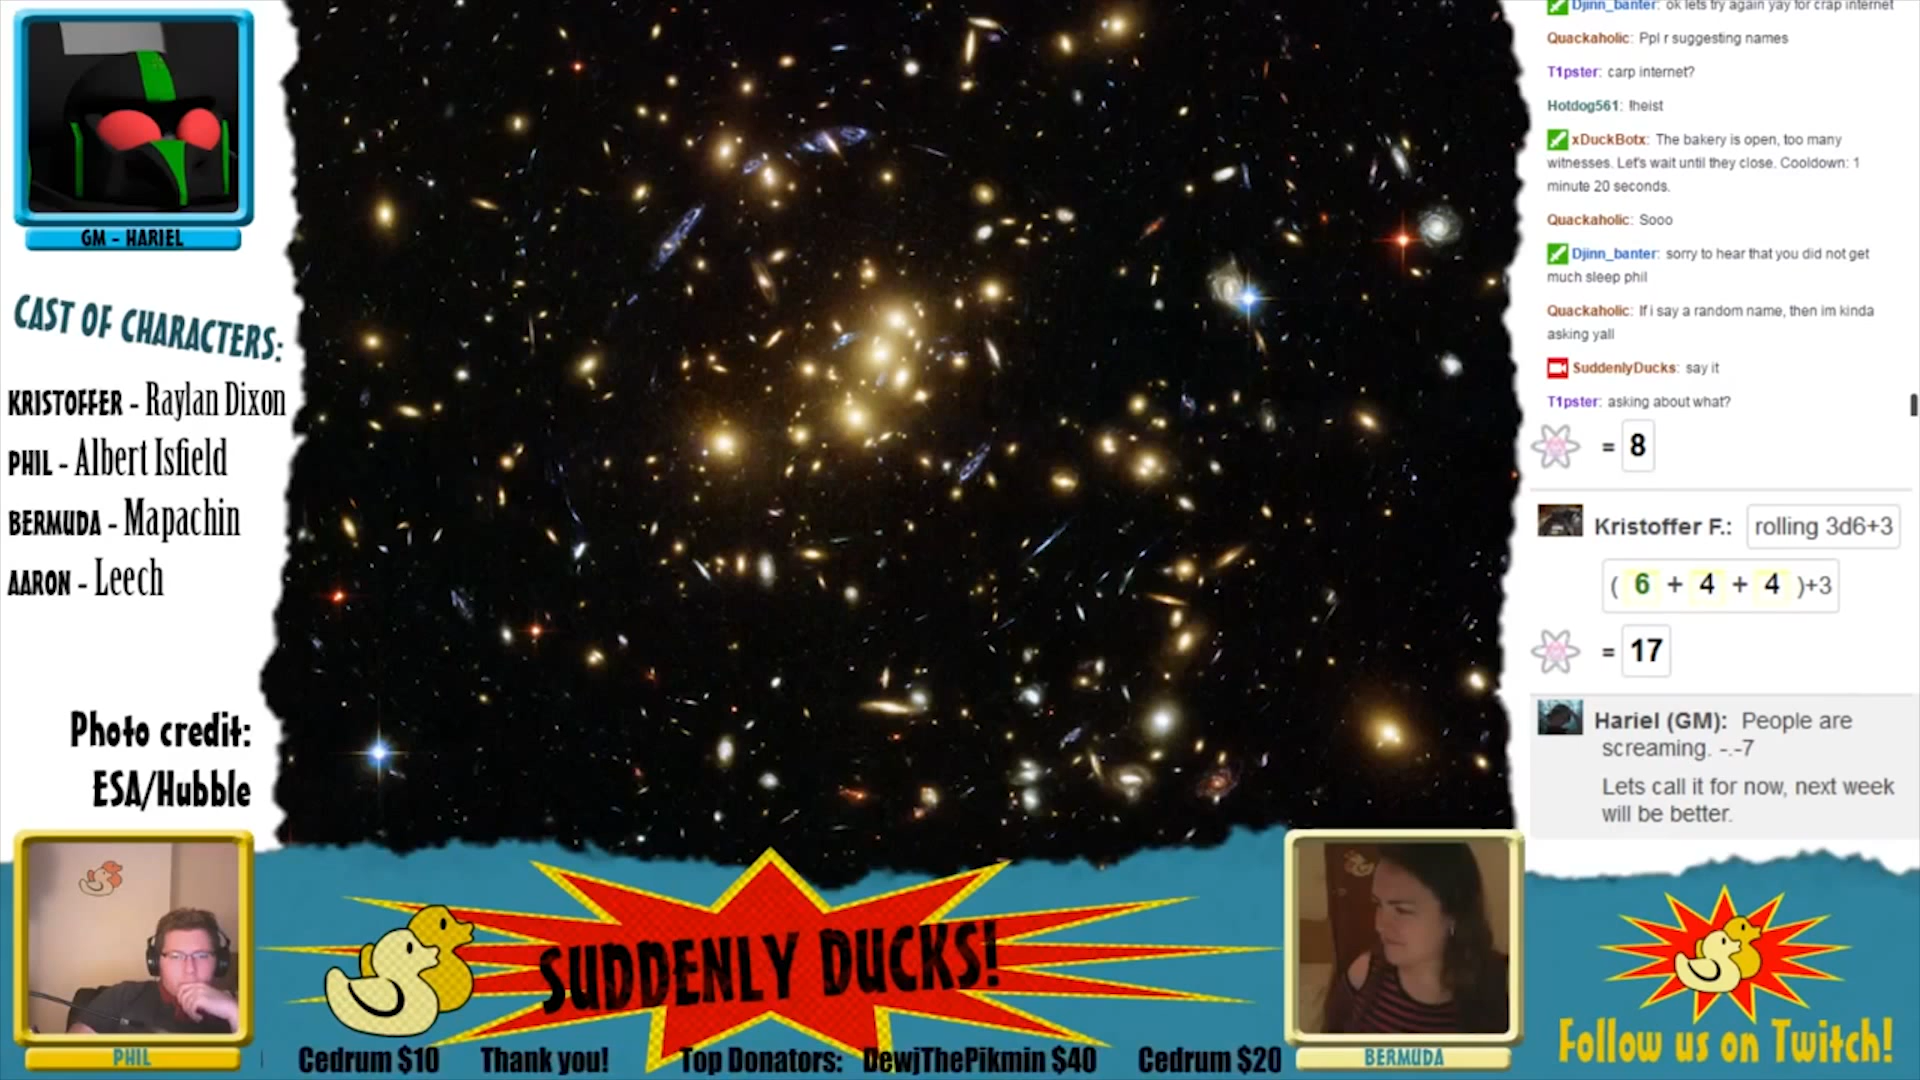 GM - HARIEL
CAST OF CHARACTERS:
KRISTOFFER - Raylan Dixon
PHIL - Albert Isfield
BERMUDA - Mapachin
AARON - Leech
Photo credit:
ESA/Hubble
PHIL
SUDDENLY DUCKS!
Cedrum $10 Thank you! Top Donators: DewjThePikmin $40 Cedrum $20
BERMUDA
Djinn_banter: ok lets try again yay for crap internet
Quackaholic: Ppl r suggesting names
T1pster: carp internet?
Hotdog561: !heist
xDuckBotx: The bakery is open, too many
witnesses. Let's wait until they close. Cooldown: 1
minute 20 seconds.
Quackaholic: Sooo
Djinn_banter: sorry to hear that you did not get
much sleep phil
Quackaholic: If i say a random name, then im kinda
asking yall
SuddenlyDucks: say it
T1pster: asking about what?
= 8
Kristoffer F.: rolling 3d6+3
( 6 + 4 + 4 )+3
= 17
Hariel (GM): People are
screaming. -.-7
Lets call it for now, next week
will be better.
Follow us on Twitch!